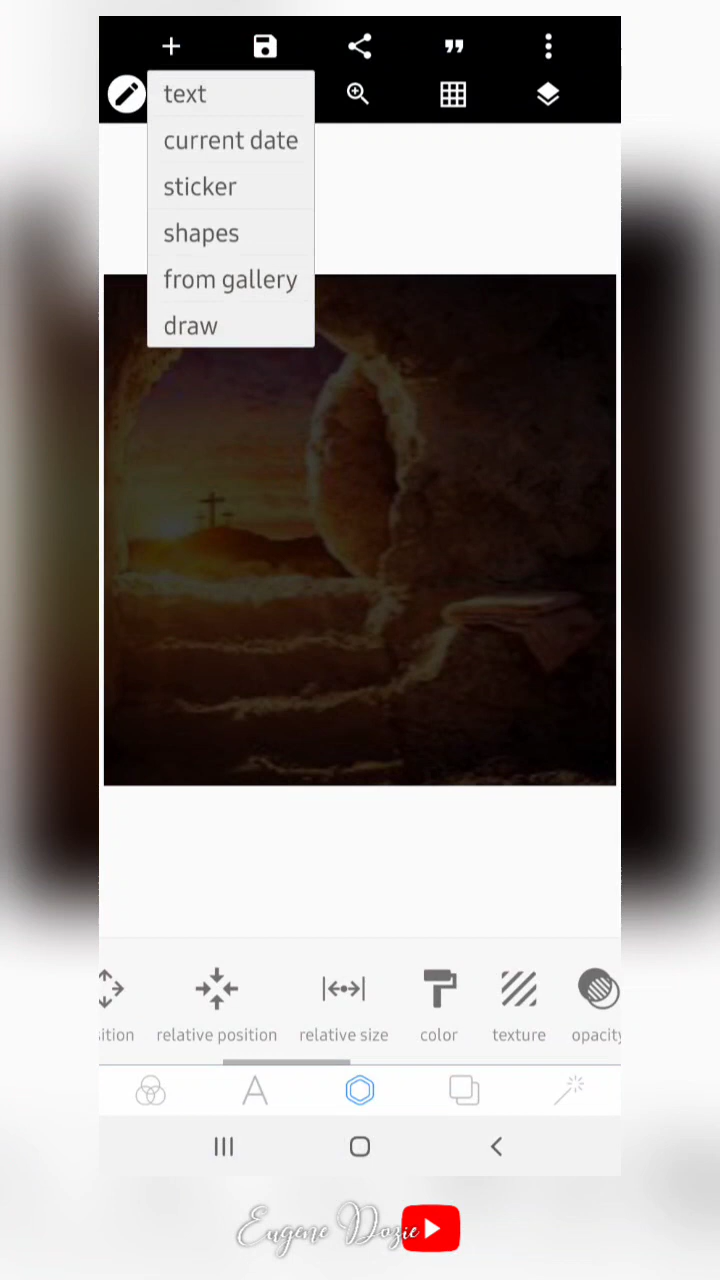 text
current date
sticker
shapes
from gallery
draw
ition
relative position
relative size
color
texture
opacity
Eugene Dozie